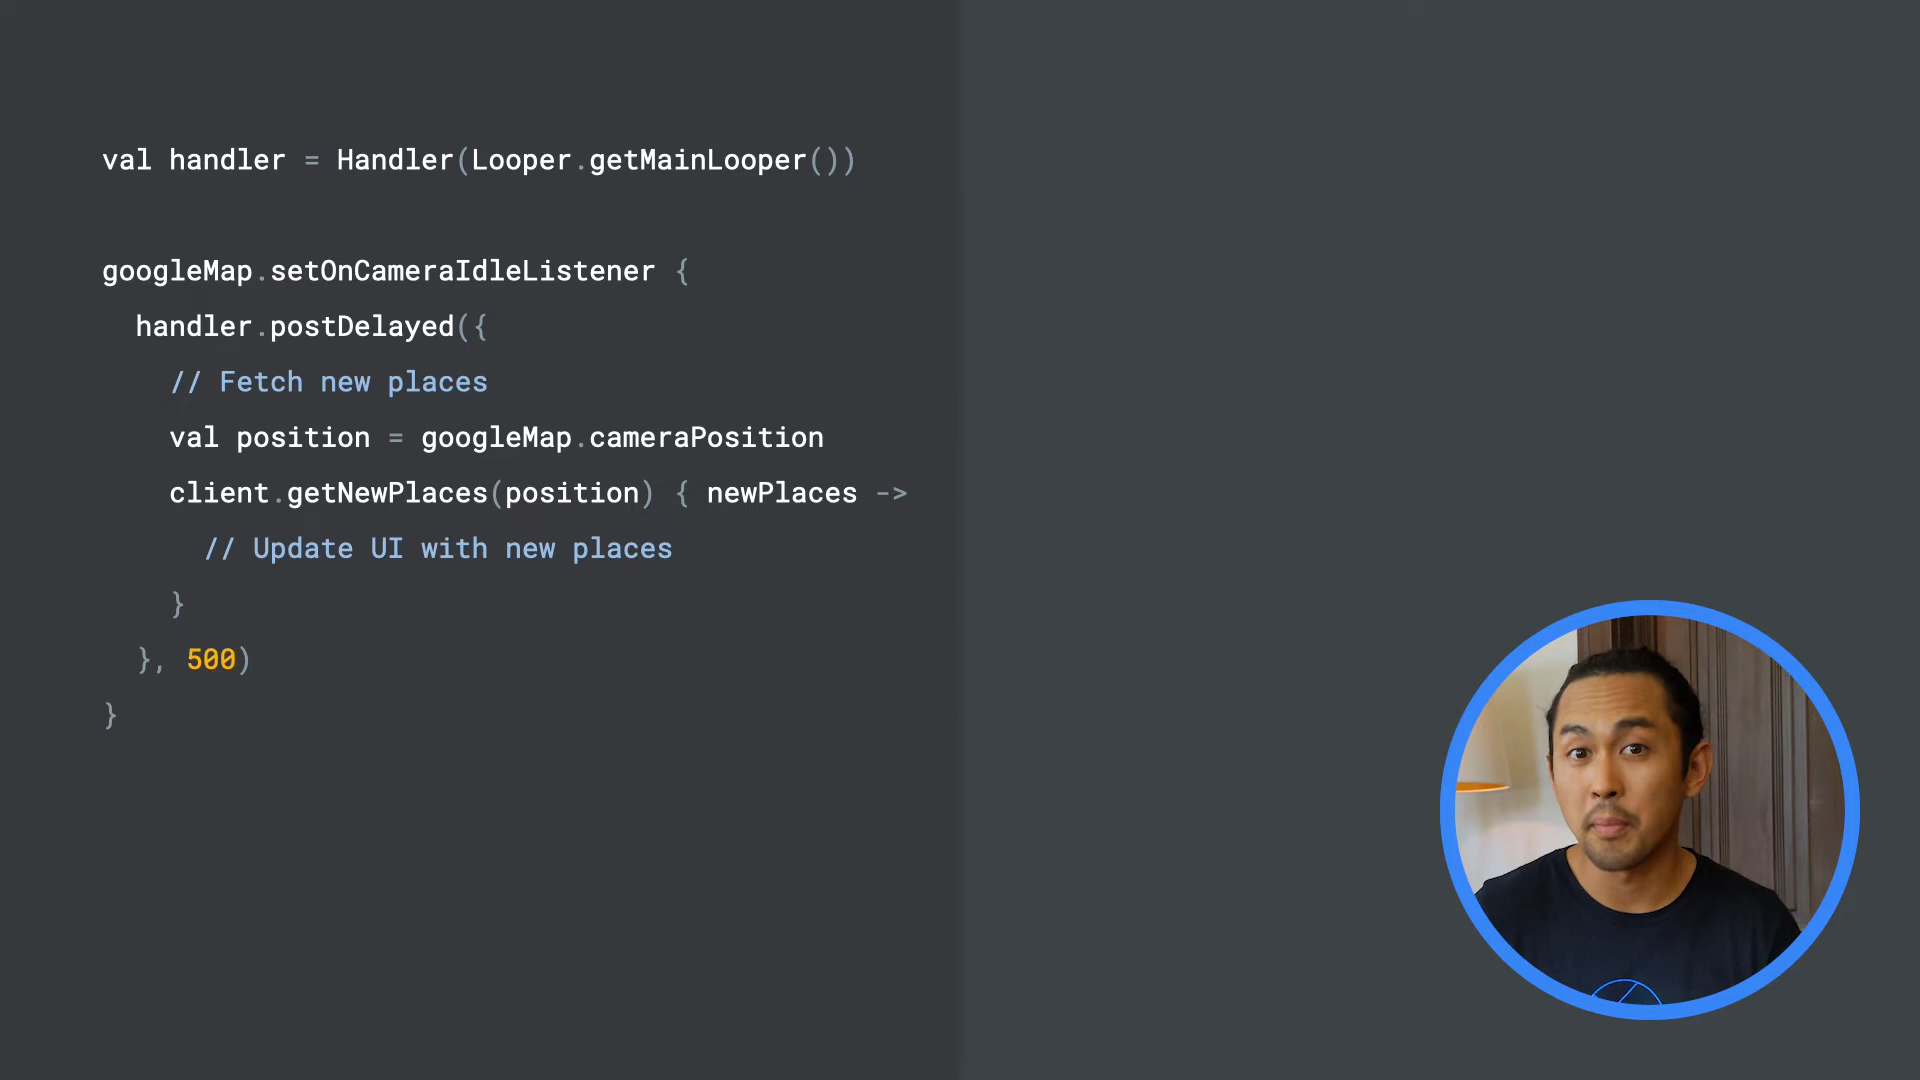 val handler = Handler(Looper.getMainLooper())
googleMap.setOnCameraIdleListener {
handler.postDelayed({
// Fetch new places
val position = googleMap.cameraPosition
client.getNewPlaces(position) { newPlaces ->
// Update UI with new places
}
}, 500)
}